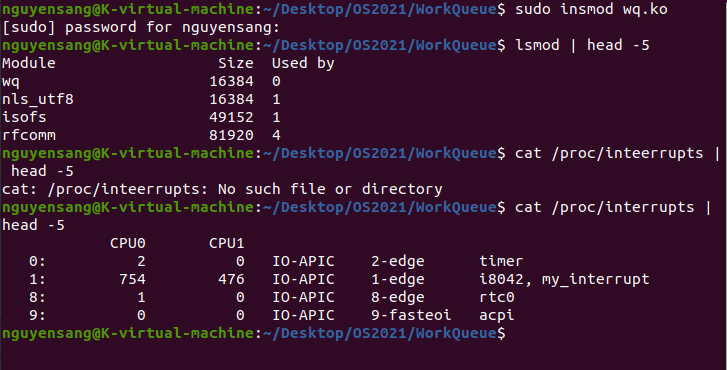 nguyensang@K-virtual-machine:~/Desktop/OS2021/WorkQueue$ sudo insmod wq.ko
[sudo] password for nguyensang:
nguyensang@K-virtual-machine:~/Desktop/OS2021/WorkQueue$ lsmod | head -5
Module                  Size  Used by
wq                     16384  0
nls_utf8               16384  1
isofs                  49152  1
rfcomm                 81920  4
nguyensang@K-virtual-machine:~/Desktop/OS2021/WorkQueue$ cat /proc/inteerrupts |
 head -5
cat: /proc/inteerrupts: No such file or directory
nguyensang@K-virtual-machine:~/Desktop/OS2021/WorkQueue$ cat /proc/interrupts |
head -5
           CPU0       CPU1
  0:          2          0   IO-APIC    2-edge      timer
  1:        754        476   IO-APIC    1-edge      i8042, my_interrupt
  8:          1          0   IO-APIC    8-edge      rtc0
  9:          0          0   IO-APIC    9-fasteoi   acpi
nguyensang@K-virtual-machine:~/Desktop/OS2021/WorkQueue$